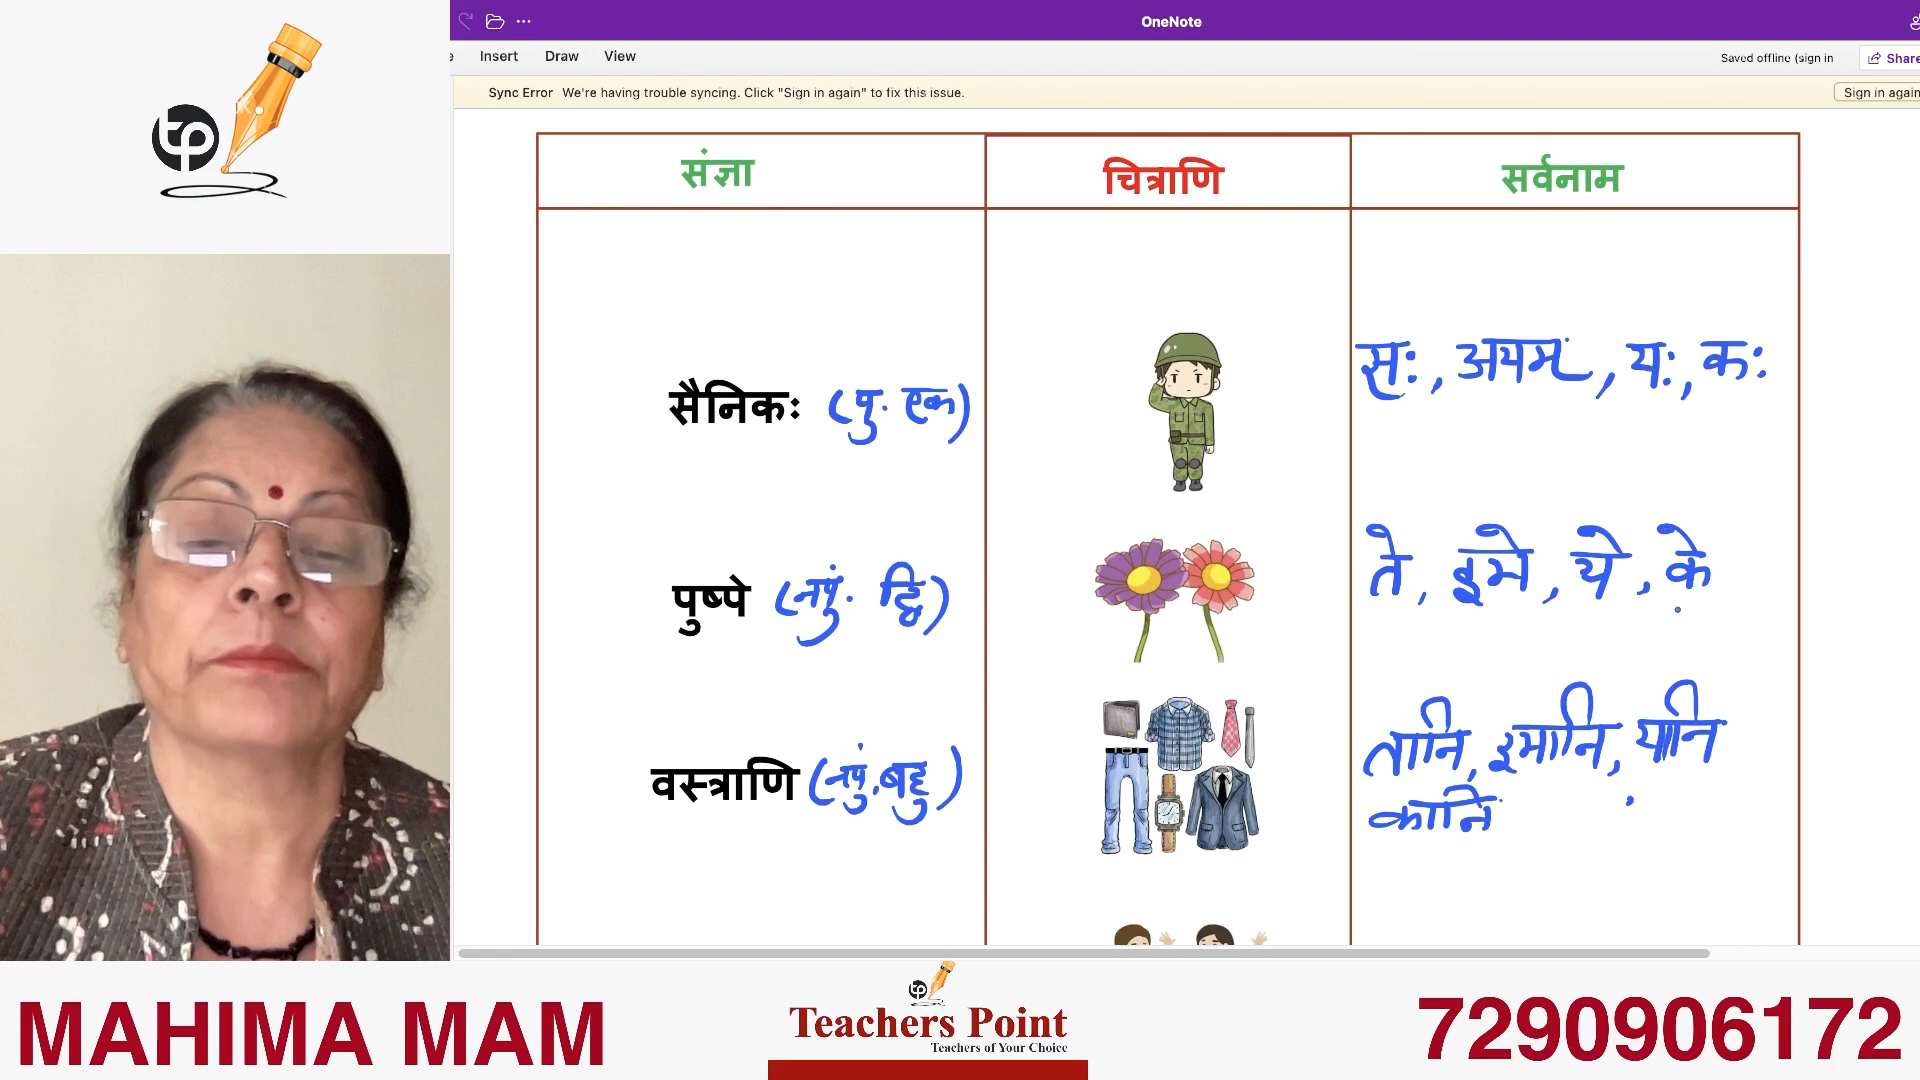 OneNote
Insert Draw View
Saved offline (sign in
Share
Sync Error We're having trouble syncing. Click "Sign in again" to fix this issue.
Sign in again
संज्ञा चित्राणि सर्वनाम
सैनिकः (पु. एक) सः, अयम्, यः, कः
पुष्पे (नपुं. द्वि) ते, इमे, ये, के
वस्त्राणि (नपुं. बहु) तानि, इमानि, यानि
कानि
tp
MAHIMA MAM
tp
Teachers Point
Teachers of Your Choice
7290906172